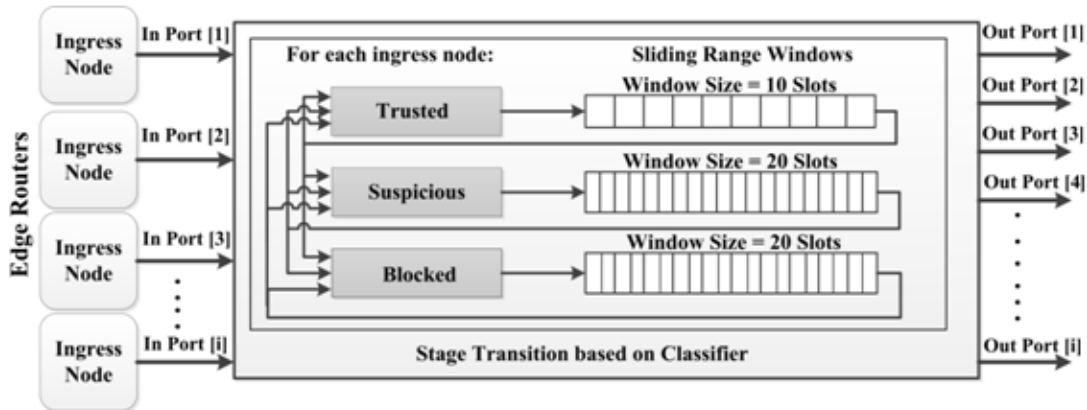 Edge Routers
Ingress
Node
In Port [1]
Ingress
Node
In Port [2]
Ingress
Node
In Port [3]
Ingress
Node
In Port [i]
For each ingress node:
Sliding Range Windows
Trusted
Window Size = 10 Slots
Suspicious
Window Size = 20 Slots
Blocked
Window Size = 20 Slots
Stage Transition based on Classifier
Out Port [1]
Out Port [2]
Out Port [3]
Out Port [4]
Out Port [i]